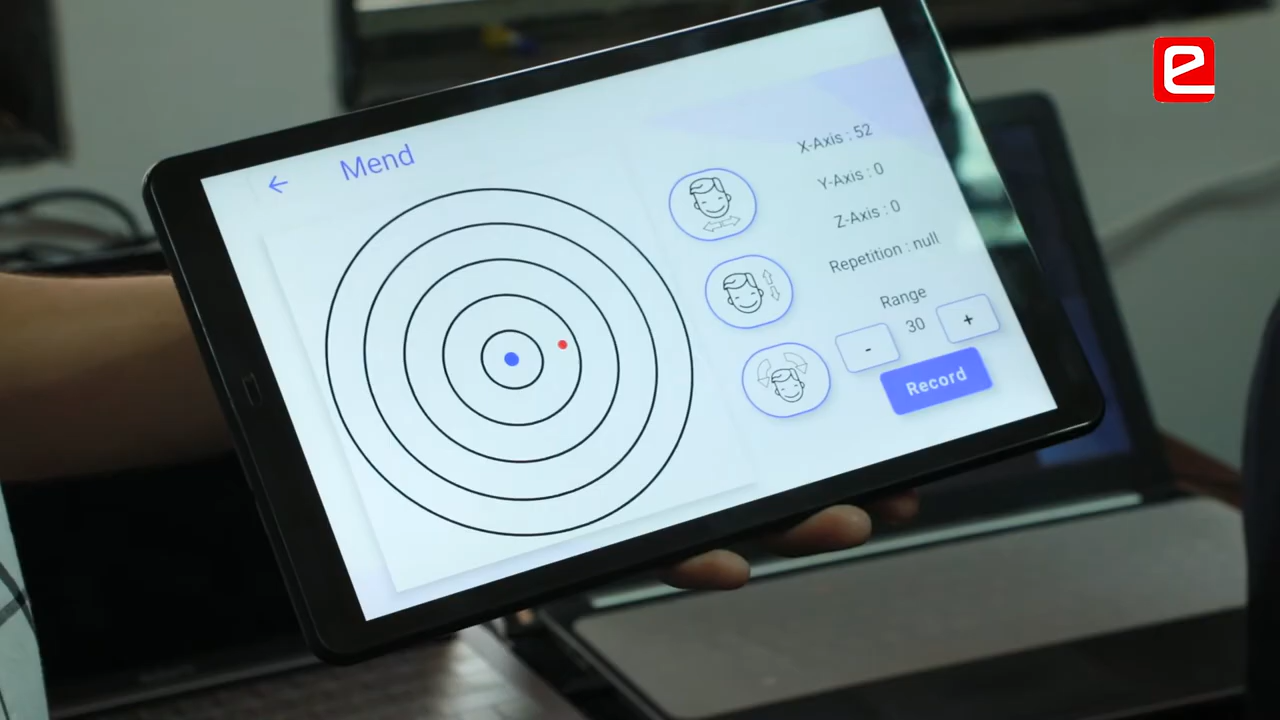 e
Mend
X-Axis : 52
Y-Axis : 0
Z-Axis : 0
Repetition : null
Range
- 30 +
Record